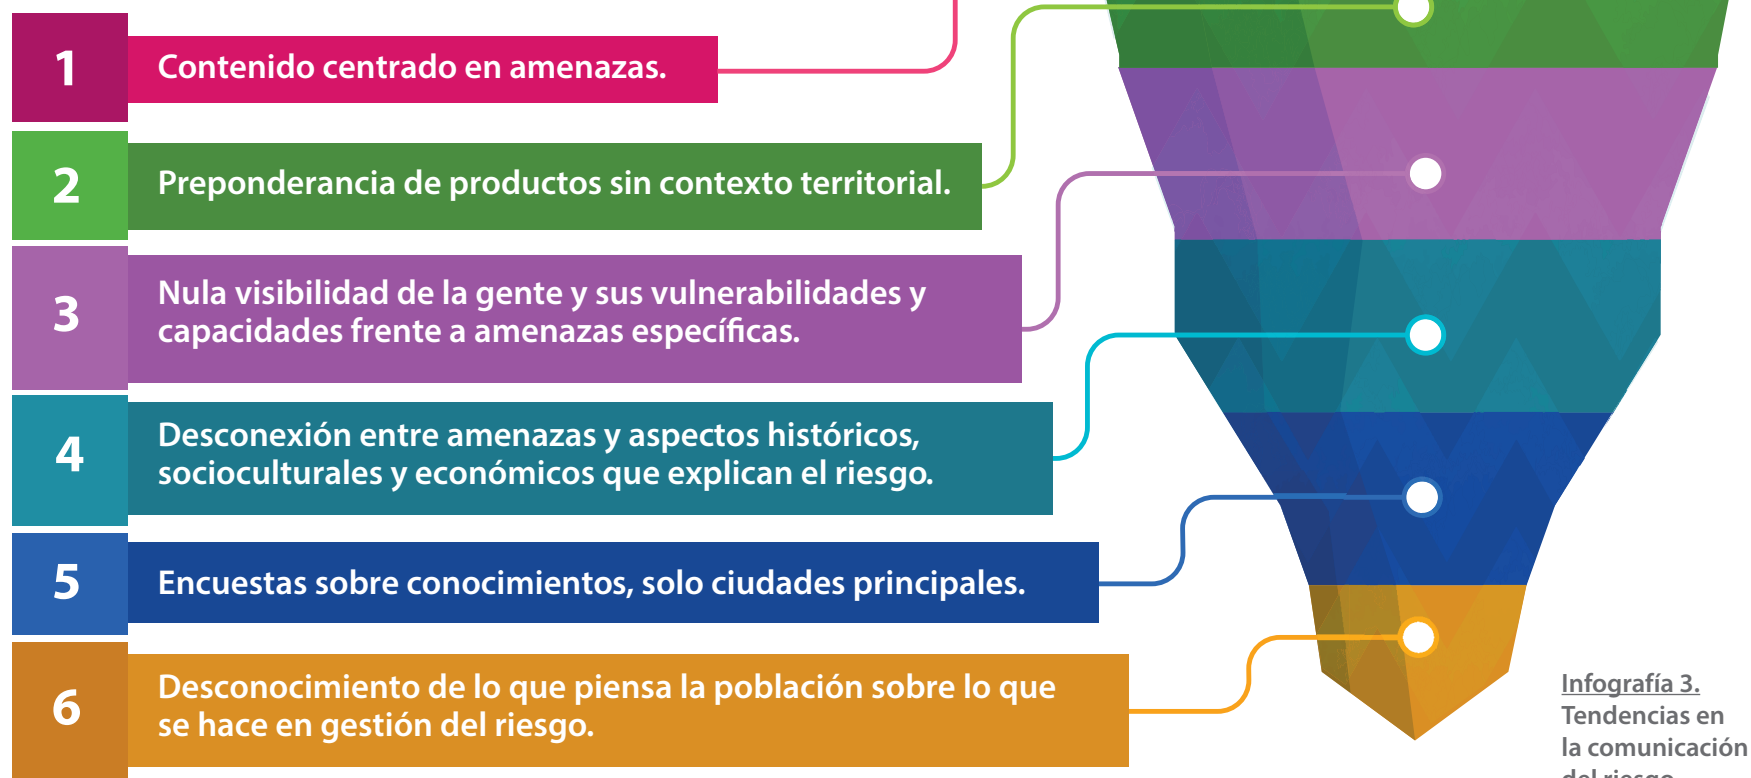 1
Contenido centrado en amenazas.
2
Preponderancia de productos sin contexto territorial.
3
Nula visibilidad de la gente y sus vulnerabilidades y
capacidades frente a amenazas específicas.
4
Desconexión entre amenazas y aspectos históricos,
socioculturales y económicos que explican el riesgo.
5
Encuestas sobre conocimientos, solo ciudades principales.
6
Desconocimiento de lo que piensa la población sobre lo que
se hace en gestión del riesgo.
Infografía 3.
Tendencias en
la comunicación
del riesgo